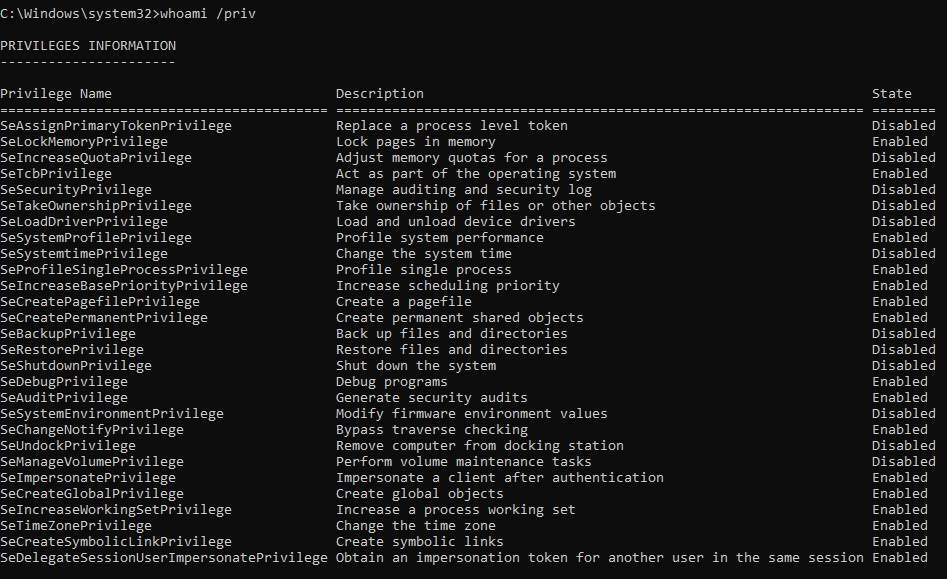 C:\Windows\system32>whoami /priv
PRIVILEGES INFORMATION
----------------------
Privilege Name                            Description                                                        State
========================================= ================================================================== ========
SeAssignPrimaryTokenPrivilege             Replace a process level token                                      Disabled
SeLockMemoryPrivilege                     Lock pages in memory                                               Enabled
SeIncreaseQuotaPrivilege                  Adjust memory quotas for a process                                 Disabled
SeTcbPrivilege                            Act as part of the operating system                                Enabled
SeSecurityPrivilege                       Manage auditing and security log                                   Disabled
SeTakeOwnershipPrivilege                  Take ownership of files or other objects                           Disabled
SeLoadDriverPrivilege                     Load and unload device drivers                                     Disabled
SeSystemProfilePrivilege                  Profile system performance                                         Enabled
SeSystemtimePrivilege                     Change the system time                                             Disabled
SeProfileSingleProcessPrivilege           Profile single process                                             Enabled
SeIncreaseBasePriorityPrivilege           Increase scheduling priority                                       Enabled
SeCreatePagefilePrivilege                 Create a pagefile                                                  Enabled
SeCreatePermanentPrivilege                Create permanent shared objects                                    Enabled
SeBackupPrivilege                         Back up files and directories                                      Disabled
SeRestorePrivilege                        Restore files and directories                                      Disabled
SeShutdownPrivilege                       Shut down the system                                               Disabled
SeDebugPrivilege                          Debug programs                                                     Enabled
SeAuditPrivilege                          Generate security audits                                           Enabled
SeSystemEnvironmentPrivilege              Modify firmware environment values                                 Disabled
SeChangeNotifyPrivilege                   Bypass traverse checking                                           Enabled
SeUndockPrivilege                         Remove computer from docking station                               Disabled
SeManageVolumePrivilege                   Perform volume maintenance tasks                                   Disabled
SeImpersonatePrivilege                    Impersonate a client after authentication                          Enabled
SeCreateGlobalPrivilege                   Create global objects                                              Enabled
SeIncreaseWorkingSetPrivilege             Increase a process working set                                     Enabled
SeTimeZonePrivilege                       Change the time zone                                               Enabled
SeCreateSymbolicLinkPrivilege             Create symbolic links                                              Enabled
SeDelegateSessionUserImpersonatePrivilege Obtain an impersonation token for another user in the same session Enabled